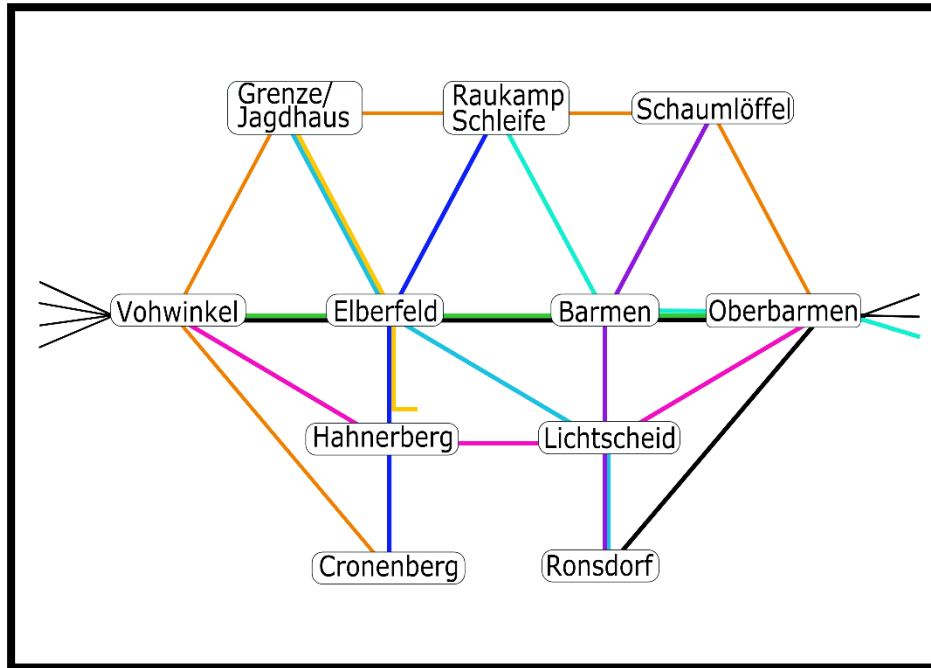 Grenze/
Jagdhaus
Raukamp
Schleife
Schaumlöffel
Vohwinkel
Elberfeld
Barmen
Oberbarmen
Hahnerberg
Lichtscheid
Cronenberg
Ronsdorf